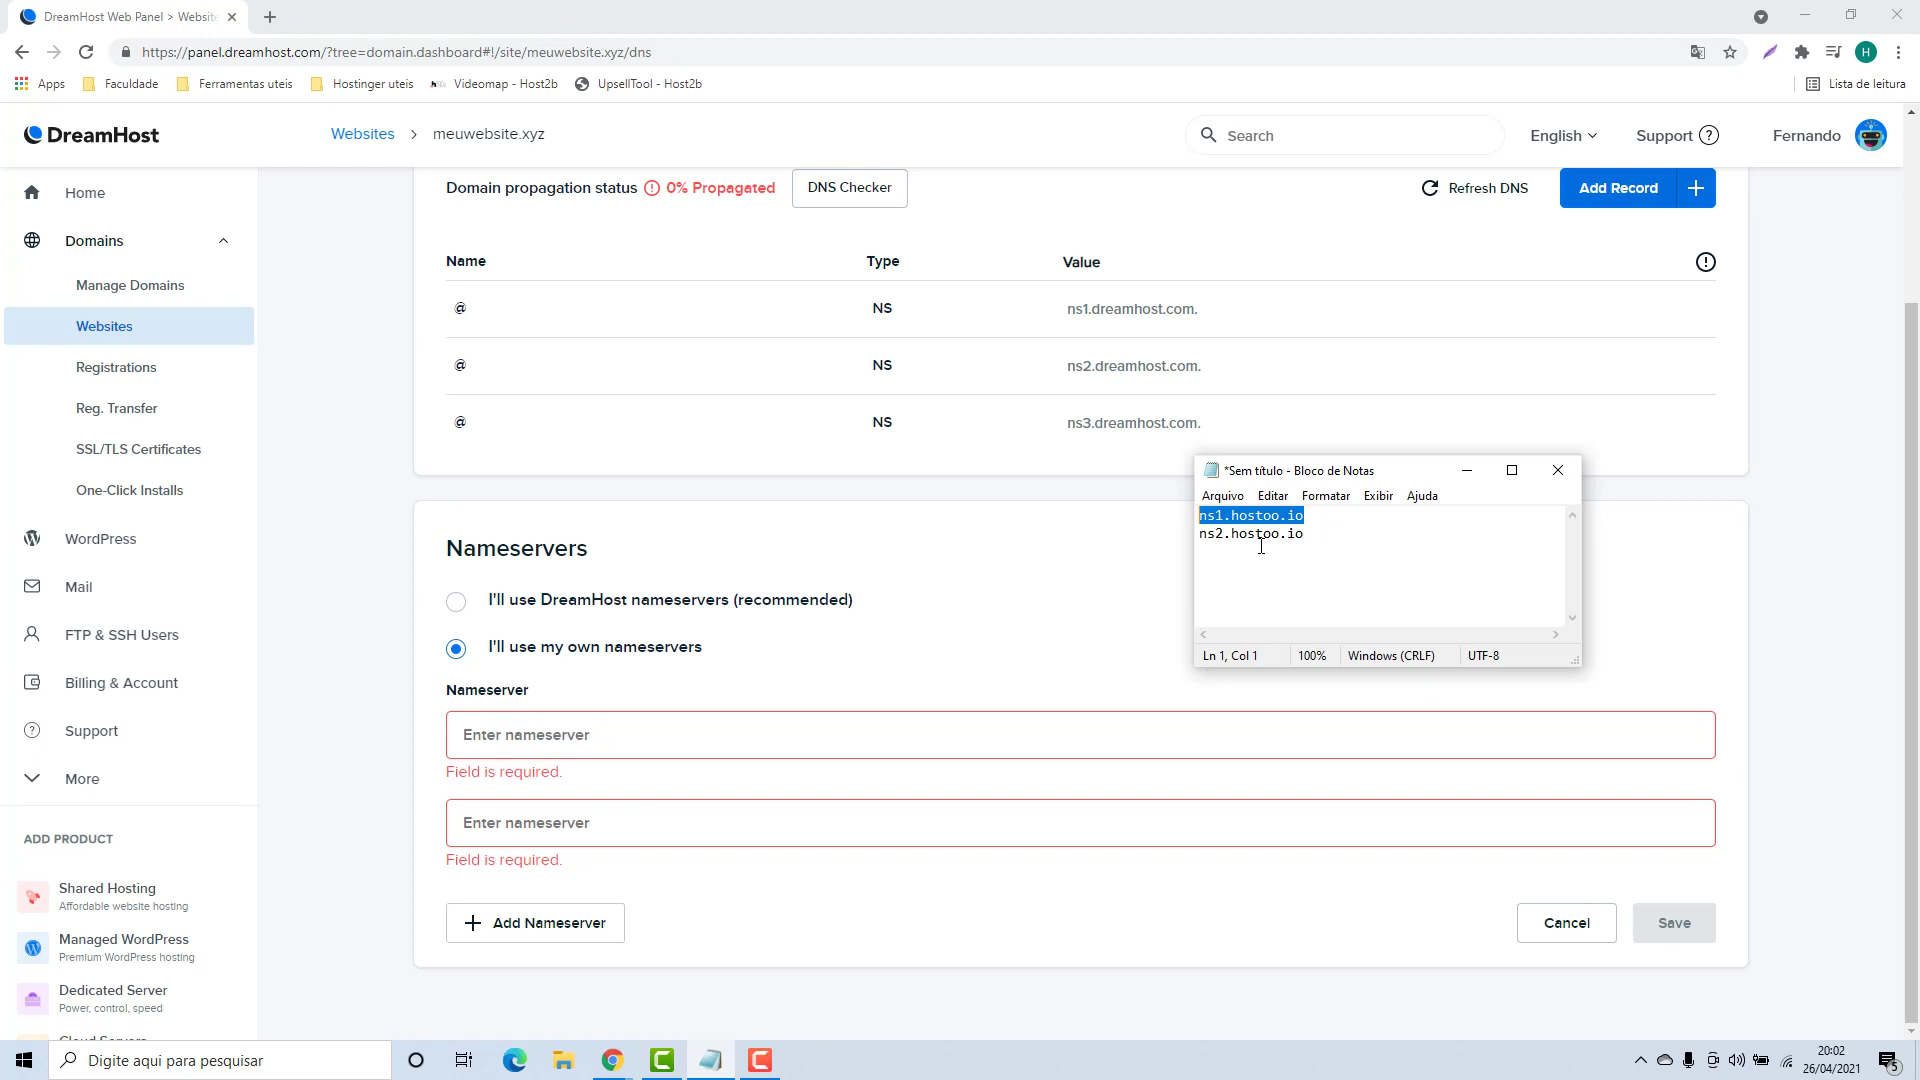 DreamHost Web Panel > Website
https://panel.dreamhost.com/?tree=domain.dashboard#!/site/meuwebsite.xyz/dns
H
Apps
Faculdade
Ferramentas uteis
Hostinger uteis
Videomap - Host2b
UpsellTool - Host2b
Lista de leitura
DreamHost
Websites > meuwebsite.xyz
Search
English
Support ?
Fernando
Home
Domains
Manage Domains
Websites
Registrations
Reg. Transfer
SSL/TLS Certificates
One-Click Installs
WordPress
Mail
FTP & SSH Users
Billing & Account
Support
More
ADD PRODUCT
Shared Hosting
Affordable website hosting
Managed WordPress
Premium WordPress hosting
Dedicated Server
Power, control, speed
Cloud Servers
Domain propagation status 0% Propagated
DNS Checker
Refresh DNS
Add Record +
Name Type Value
@ NS ns1.dreamhost.com.
@ NS ns2.dreamhost.com.
@ NS ns3.dreamhost.com.
Nameservers
I'll use DreamHost nameservers (recommended)
I'll use my own nameservers
Nameserver
Enter nameserver
Field is required.
Enter nameserver
Field is required.
+ Add Nameserver
Cancel
Save
*Sem título - Bloco de Notas
Arquivo Editar Formatar Exibir Ajuda
ns1.hostoo.io
ns2.hostoo.io
Ln 1, Col 1 100% Windows (CRLF) UTF-8
Digite aqui para pesquisar
20:02
26/04/2021
5